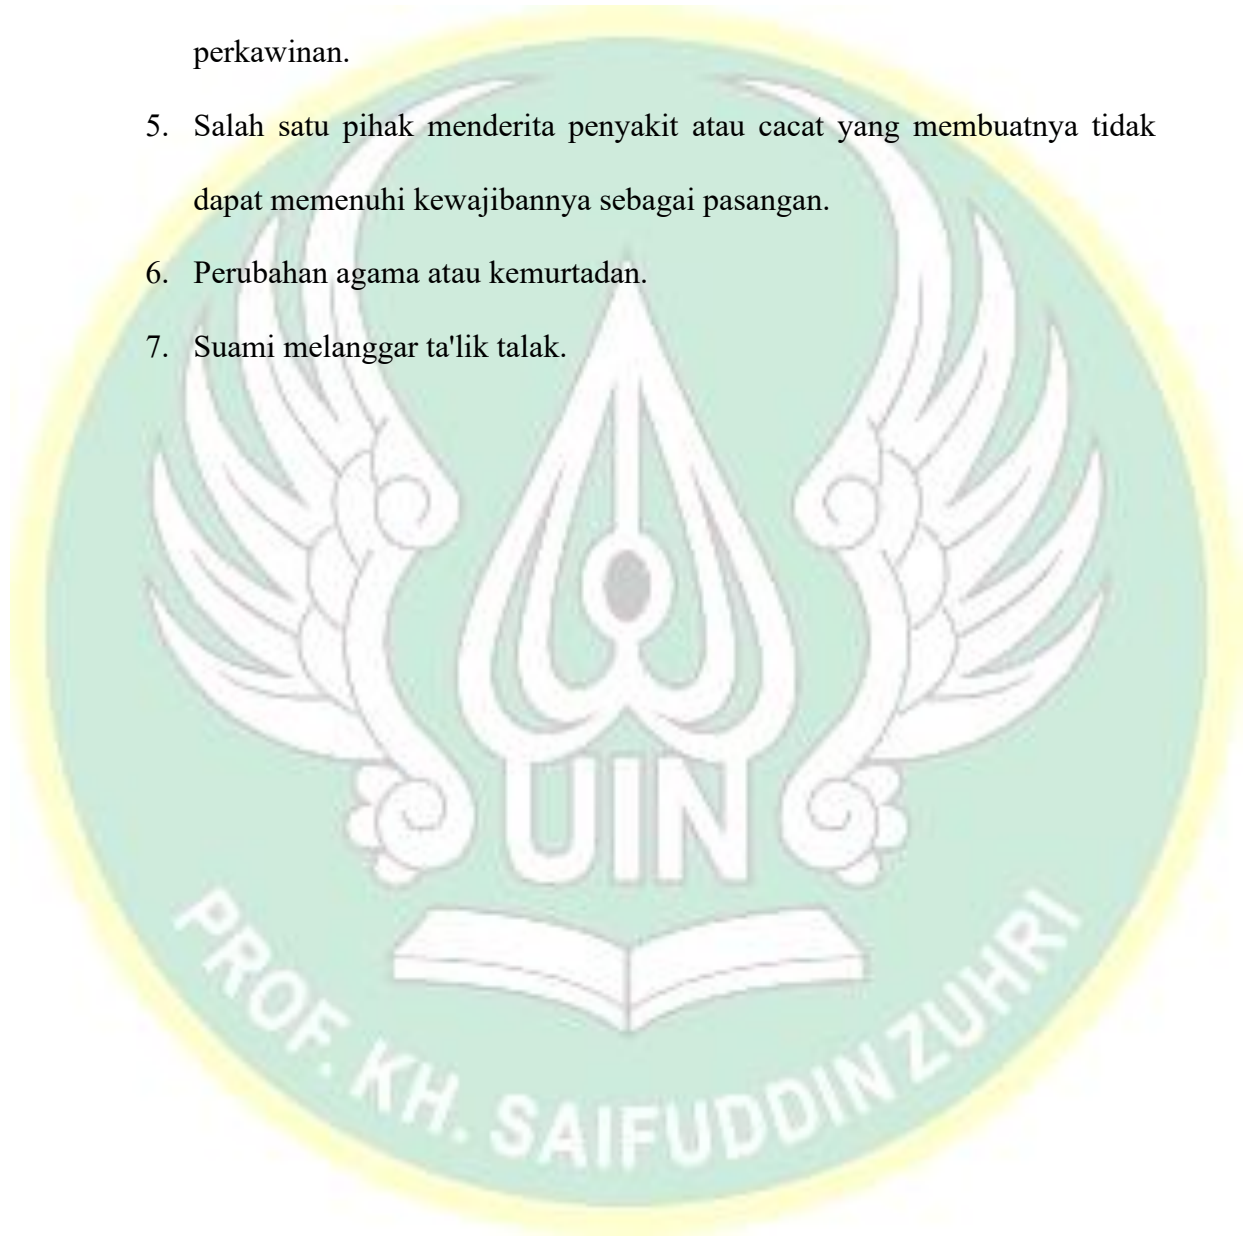 perkawinan.
5. Salah satu pihak menderita penyakit atau cacat yang membuatnya tidak
dapat memenuhi kewajibannya sebagai pasangan.
6. Perubahan agama atau kemurtadan.
7. Suami melanggar ta'lik talak.
UIN
PROF. KH. SAIFUDDIN ZUHRI